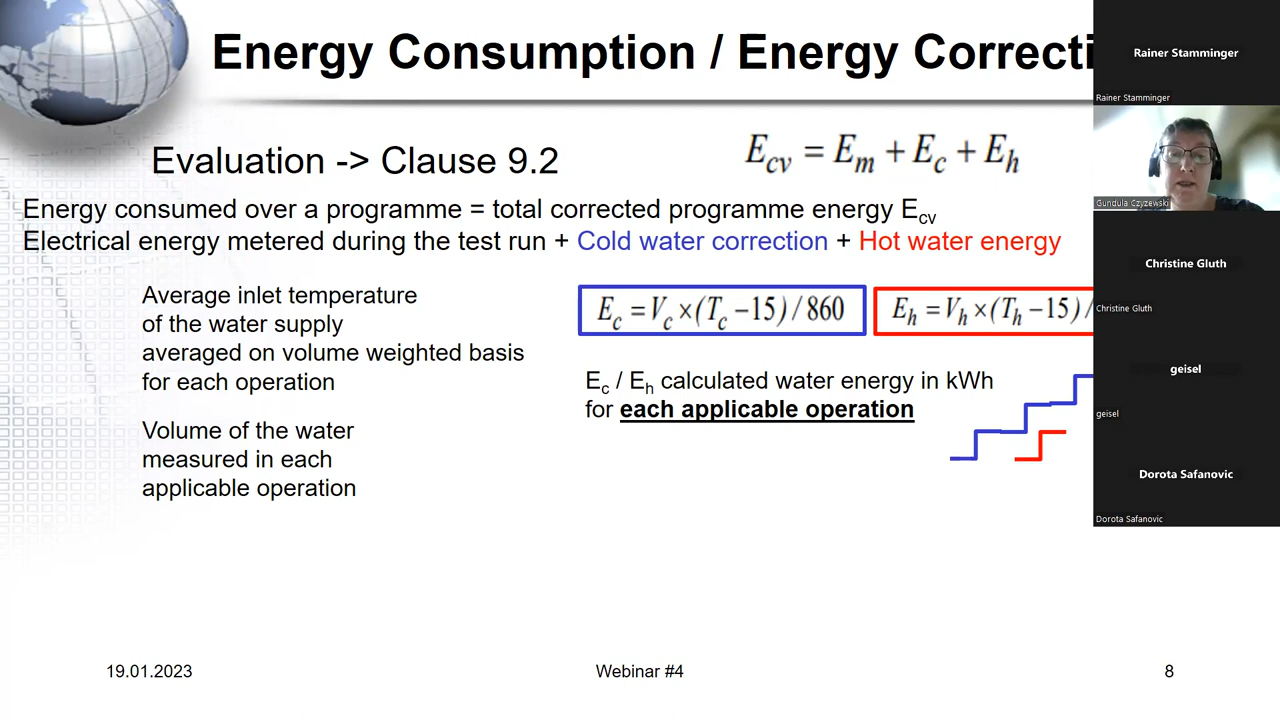 Energy Consumption / Energy Correcti
Evaluation -> Clause 9.2
Ecv = Em + Ec + Eh
Energy consumed over a programme = total corrected programme energy Ecv
Electrical energy metered during the test run + Cold water correction + Hot water energy
Average inlet temperature
of the water supply
averaged on volume weighted basis
for each operation
Volume of the water
measured in each
applicable operation
Ec = Vc × (Tc − 15) / 860
Eh = Vh × (Th − 15) /
Ec / Eh calculated water energy in kWh
for each applicable operation
Rainer Stamminger
Rainer Stamminger
Gundula Czyzewski
Christine Gluth
Christine Gluth
geisel
geisel
Dorota Safanovic
Dorota Safanovic
19.01.2023
Webinar #4
8